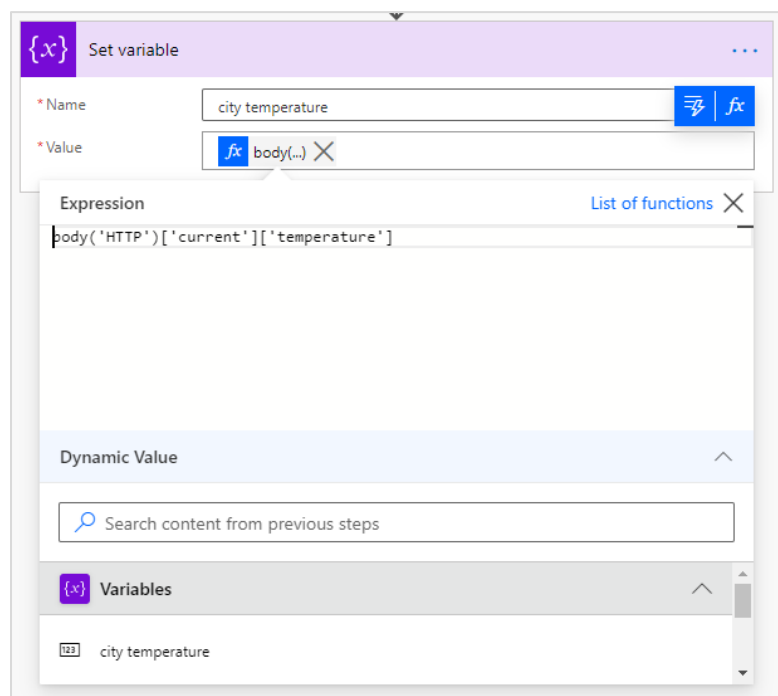 {x} Set variable ...
* Name city temperature fx
* Value fx body(...)
Expression List of functions
body('HTTP')['current']['temperature']
Dynamic Value
Search content from previous steps
{x} Variables
123 city temperature